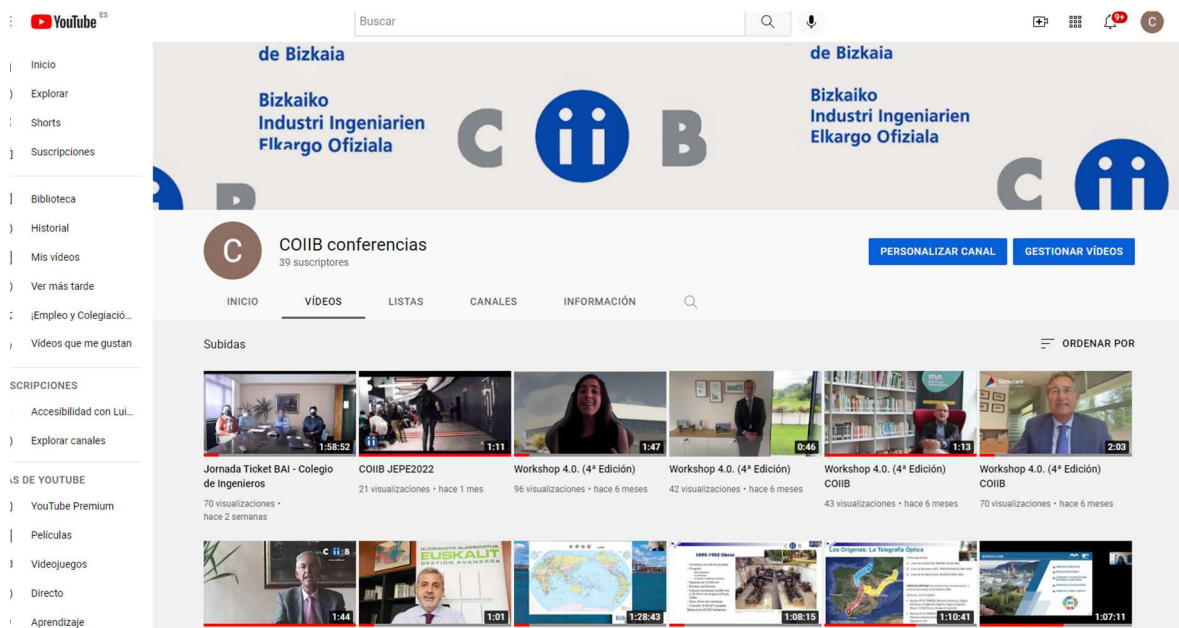 YouTube ES
Buscar
9+
C
Inicio
Explorar
Shorts
Suscripciones
Biblioteca
Historial
Mis vídeos
Ver más tarde
¡Empleo y Colegiació...
Vídeos que me gustan
SCRIPCIONES
Accesibilidad con Lui...
Explorar canales
S DE YOUTUBE
YouTube Premium
Películas
Videojuegos
Directo
Aprendizaje
de Bizkaia
Bizkaiko
Industri Ingeniarien
Elkargo Ofiziala
C ii B
de Bizkaia
Bizkaiko
Industri Ingeniarien
Elkargo Ofiziala
C ii
B
C
COIIB conferencias
39 suscriptores
PERSONALIZAR CANAL
GESTIONAR VÍDEOS
INICIO
VÍDEOS
LISTAS
CANALES
INFORMACIÓN
Subidas
ORDENAR POR
1:58:52
Jornada Ticket BAI - Colegio
de Ingenieros
70 visualizaciones •
hace 2 semanas
1:11
COIIB JEPE2022
21 visualizaciones • hace 1 mes
1:47
Workshop 4.0. (4ª Edición)
96 visualizaciones • hace 6 meses
0:46
Workshop 4.0. (4ª Edición)
42 visualizaciones • hace 6 meses
1:13
Workshop 4.0. (4ª Edición)
COIIB
43 visualizaciones • hace 6 meses
Sisteplant
2:03
Workshop 4.0. (4ª Edición)
COIIB
70 visualizaciones • hace 6 meses
C ii B
1:44
EUSKALIT
GESTIÓN AVANZADA
1:01
1:28:43
1895-1902 Obras
1:08:15
Los Orígenes: La Telegrafía Óptica
1:10:41
1:07:11